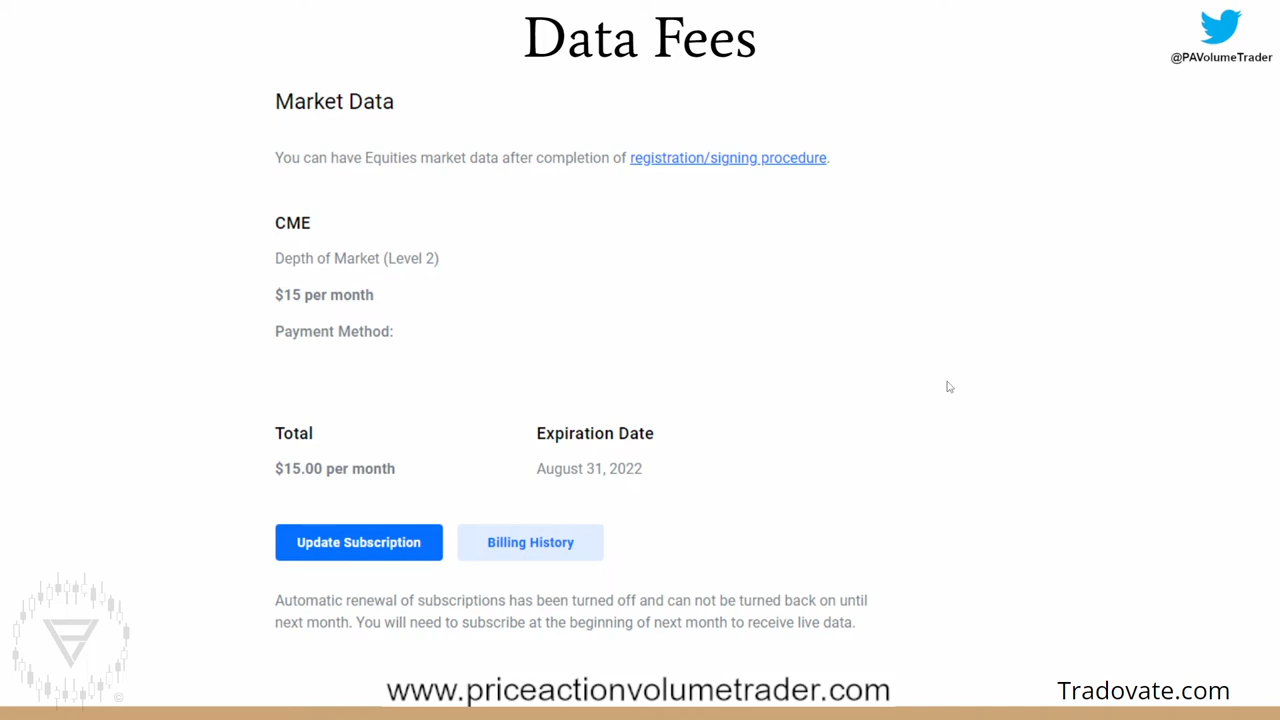 Data Fees
@PAVolumeTrader
Market Data
You can have Equities market data after completion of registration/signing procedure.
CME
Depth of Market (Level 2)
$15 per month
Payment Method:
Total
Expiration Date
$15.00 per month
August 31, 2022
Update Subscription
Billing History
Automatic renewal of subscriptions has been turned off and can not be turned back on until
next month. You will need to subscribe at the beginning of next month to receive live data.
©
www.priceactionvolumetrader.com
Tradovate.com